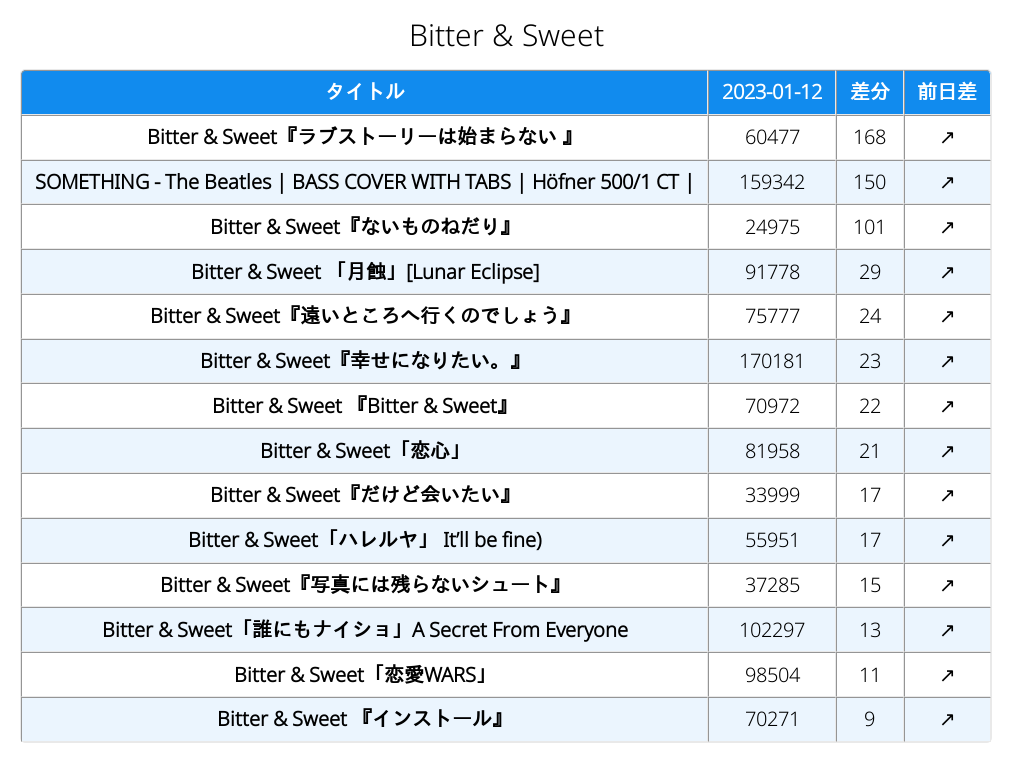 Bitter & Sweet
タイトル 2023-01-12 差分 前日差
Bitter & Sweet『ラブストーリーは始まらない 』 60477 168 ↗
SOMETHING - The Beatles | BASS COVER WITH TABS | Höfner 500/1 CT | 159342 150 ↗
Bitter & Sweet『ないものねだり』 24975 101 ↗
Bitter & Sweet 「月蝕」[Lunar Eclipse] 91778 29 ↗
Bitter & Sweet『遠いところへ行くのでしょう』 75777 24 ↗
Bitter & Sweet『幸せになりたい。』 170181 23 ↗
Bitter & Sweet 『Bitter & Sweet』 70972 22 ↗
Bitter & Sweet「恋心」 81958 21 ↗
Bitter & Sweet『だけど会いたい』 33999 17 ↗
Bitter & Sweet「ハレルヤ」 It’ll be fine) 55951 17 ↗
Bitter & Sweet『写真には残らないシュート』 37285 15 ↗
Bitter & Sweet「誰にもナイショ」A Secret From Everyone 102297 13 ↗
Bitter & Sweet「恋愛WARS」 98504 11 ↗
Bitter & Sweet 『インストール』 70271 9 ↗